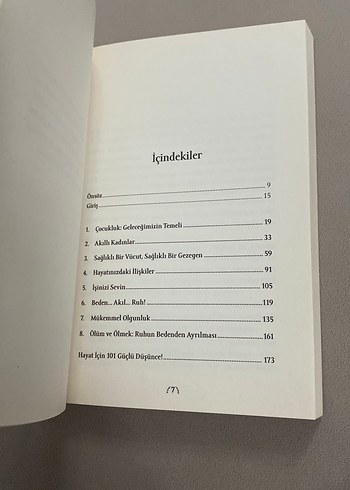 İçindekiler
Önsöz 9
Giriş 15
1. Çocukluk: Geleceğimizin Temeli 19
2. Akıllı Kadınlar 33
3. Sağlıklı Bir Vücut, Sağlıklı Bir Gezegen 59
4. Hayatınızdaki İlişkiler 91
5. İşinizi Sevin 105
6. Beden... Akıl... Ruh! 119
7. Mükemmel Olgunluk 135
8. Ölüm ve Ölmek: Ruhun Bedenden Ayrılması 161
Hayat İçin 101 Güçlü Düşünce! 173
7